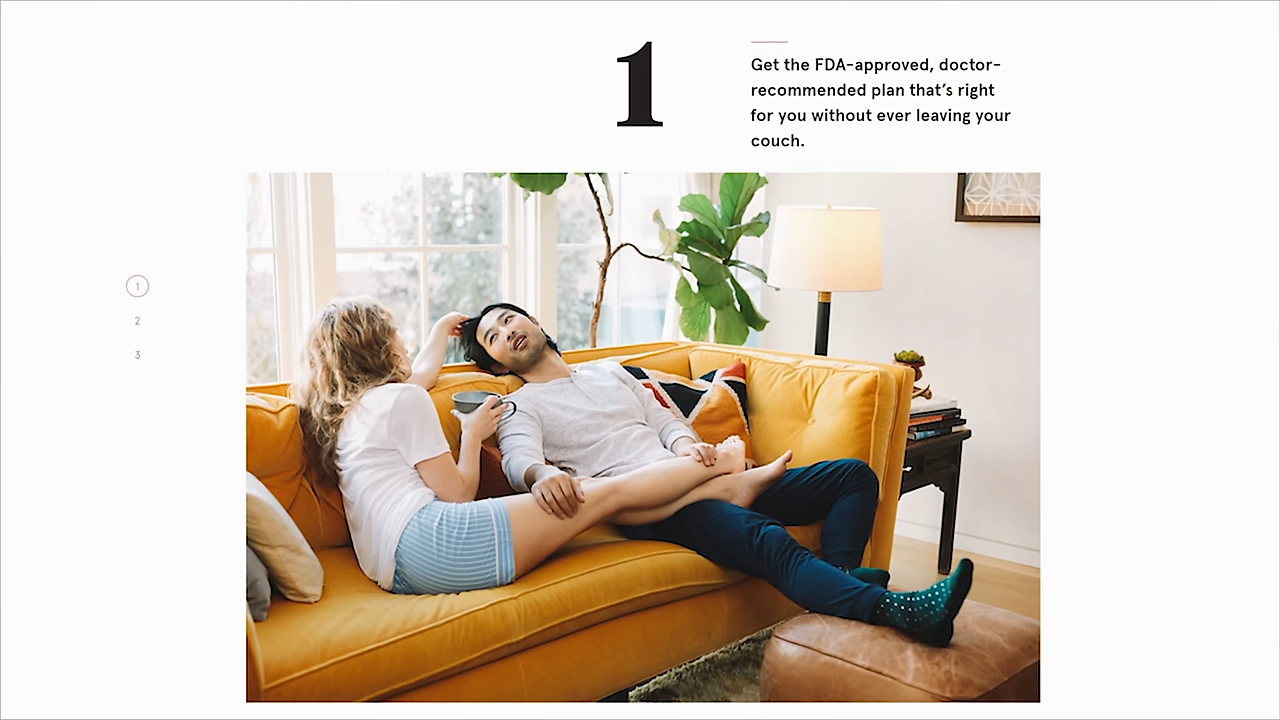 1
Get the FDA-approved, doctor-
recommended plan that’s right
for you without ever leaving your
couch.
1
2
3